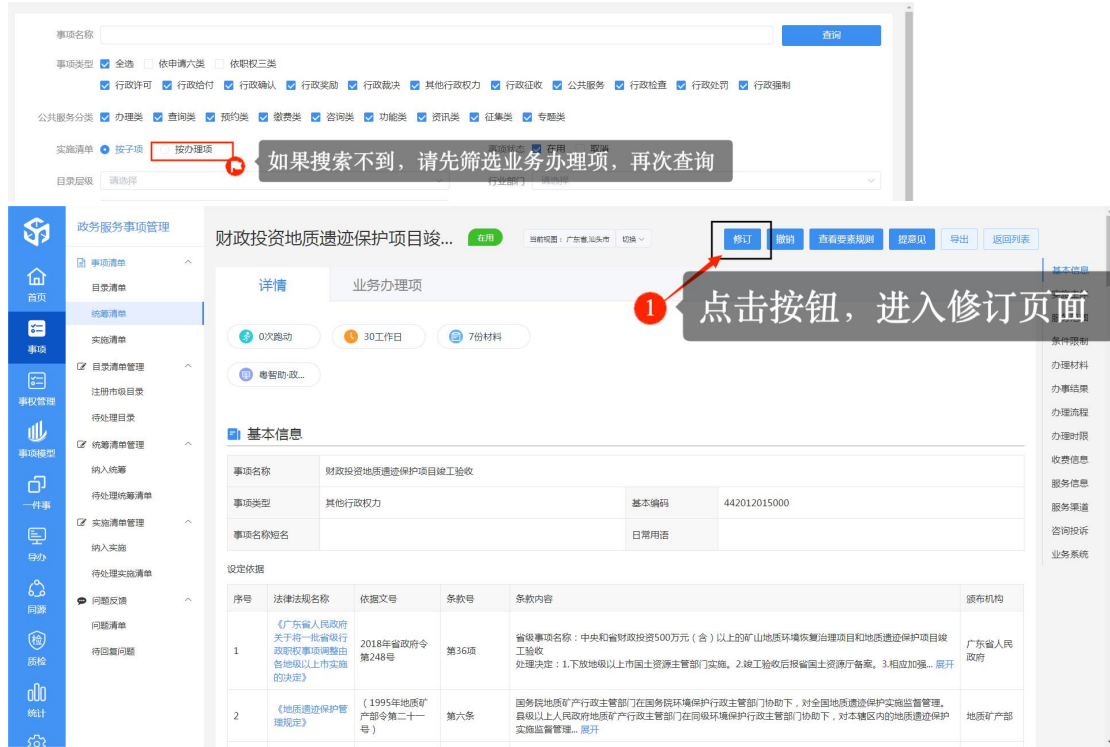 事项名称
查询
事项类型 全选 依申请六类 依职权三类
行政许可 行政给付 行政确认 行政奖励 行政裁决 其他行政权力 行政征收 公共服务 行政检查 行政处罚 行政强制
公共服务分类 办理类 查询类 预约类 缴费类 咨询类 功能类 资讯类 征集类 专题类
实施清单 按子项 按办理项
事项状态 在用 取消
如果搜索不到，请先筛选业务办理项，再次查询
目录层级 请选择
行业部门 请选择
政务服务事项管理
首页
事项
事权管理
事项模型
一件事
导办
同源
质检
统计
事项清单
目录清单
统筹清单
实施清单
目录清单管理
注册市级目录
待处理目录
统筹清单管理
纳入统筹
待处理统筹清单
实施清单管理
纳入实施
待处理实施清单
问题反馈
问题清单
待回复问题
财政投资地质遗迹保护项目竣... 在用 当前视图：广东省,汕头市 切换
修订 撤销 查看要素规则 提意见 导出 返回列表
1 点击按钮，进入修订页面
详情 业务办理项
0次跑动 30工作日 7份材料
粤智助-政...
基本信息
事项名称 财政投资地质遗迹保护项目竣工验收
事项类型 其他行政权力 基本编码 442012015000
事项名称短名 日常用语
设定依据
序号 法律法规名称 依据文号 条款号 条款内容 颁布机构
1
《广东省人民政府
关于将一批省级行
政职权事项调整由
各地级以上市实施
的决定》
2018年省政府令
第248号
第36项
省级事项名称：中央和省财政投资500万元（含）以上的矿山地质环境恢复治理项目和地质遗迹保护项目竣
工验收
处理决定：1.下放地级以上市国土资源主管部门实施。2.竣工验收后报省国土资源厅备案。3.相应加强... 展开
广东省人民
政府
2
《地质遗迹保护管
理规定》
（1995年地质矿
产部令第二十一
号）
第六条
国务院地质矿产行政主管部门在国务院环境保护行政主管部门协助下，对全国地质遗迹保护实施监督管理。
县级以上人民政府地质矿产行政主管部门在同级环境保护行政主管部门协助下，对本辖区内的地质遗迹保护
实施监督管理... 展开
地质矿产部
基本信息
条件限制
办理材料
办事结果
办理流程
办理时限
收费信息
服务信息
服务渠道
咨询投诉
业务系统